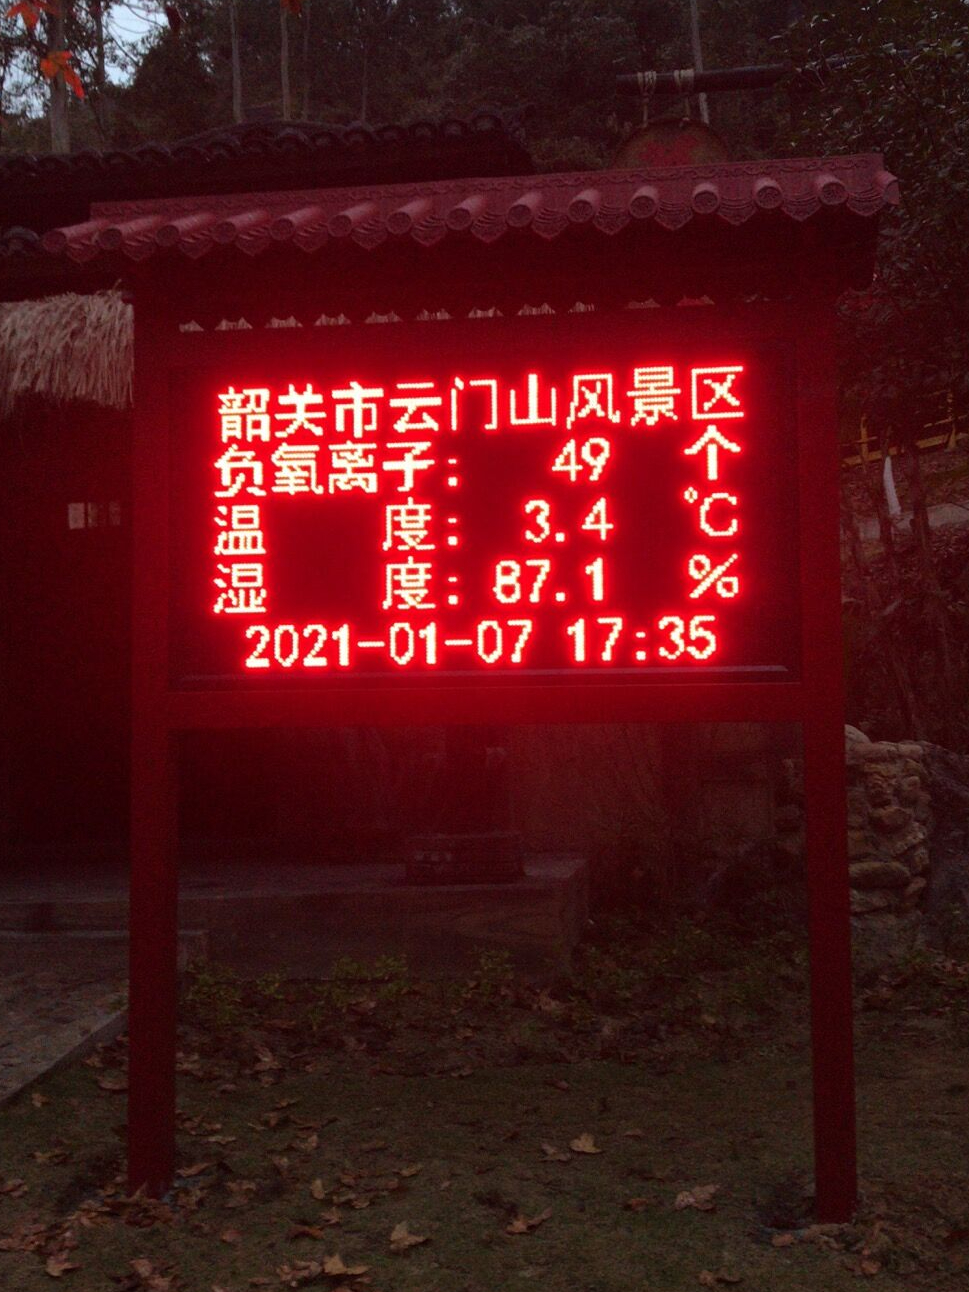 韶关市云门山风景区
负氧离子： 49 个
温 度： 3.4 ℃
湿 度： 87.1 %
2021-01-07 17:35